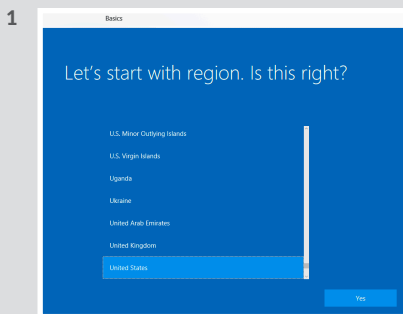 1
Basics
Let's start with region. Is this right?
U.S. Minor Outlying Islands
U.S. Virgin Islands
Uganda
Ukraine
United Arab Emirates
United Kingdom
United States
Yes